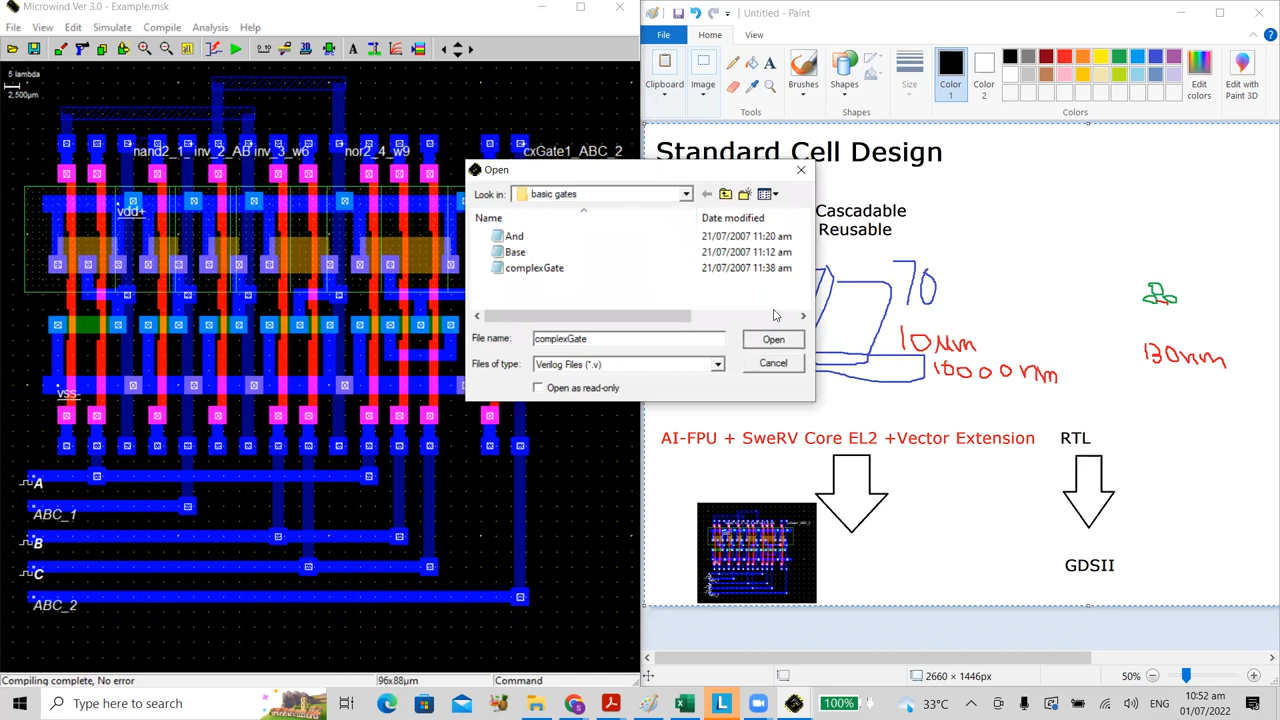 Microwind Ver 3.0 - Example.msk
File View Edit Simulate Compile Analysis Help
5 lambda
2,500µm
nand2_1_ inv_2_AB inv_3_w6 nor2_4_w9 cxGate1_ABC_2
vdd+
vss-
A
ABC_1
B
C
ABC_2
Compiling complete, No error 96x88µm Command
Open
Look in: basic gates
Name Date modified
And 21/07/2007 11:20 am
Base 21/07/2007 11:12 am
complexGate 21/07/2007 11:38 am
File name: complexGate Open
Files of type: Verilog Files (*.v) Cancel
Open as read-only
Untitled - Paint
File Home View
Clipboard Image Brushes Shapes Size Color 1 Color 2 Edit colors Edit with Paint 3D
Tools Shapes Colors
Standard Cell Design
Cascadable
Reusable
70
10µm
10000nm
130nm
AI-FPU + SweRV Core EL2 +Vector Extension RTL
GDSII
2660 × 1446px 50%
Type here to search
100% 33°C ENG 10:52 am
01/07/2022